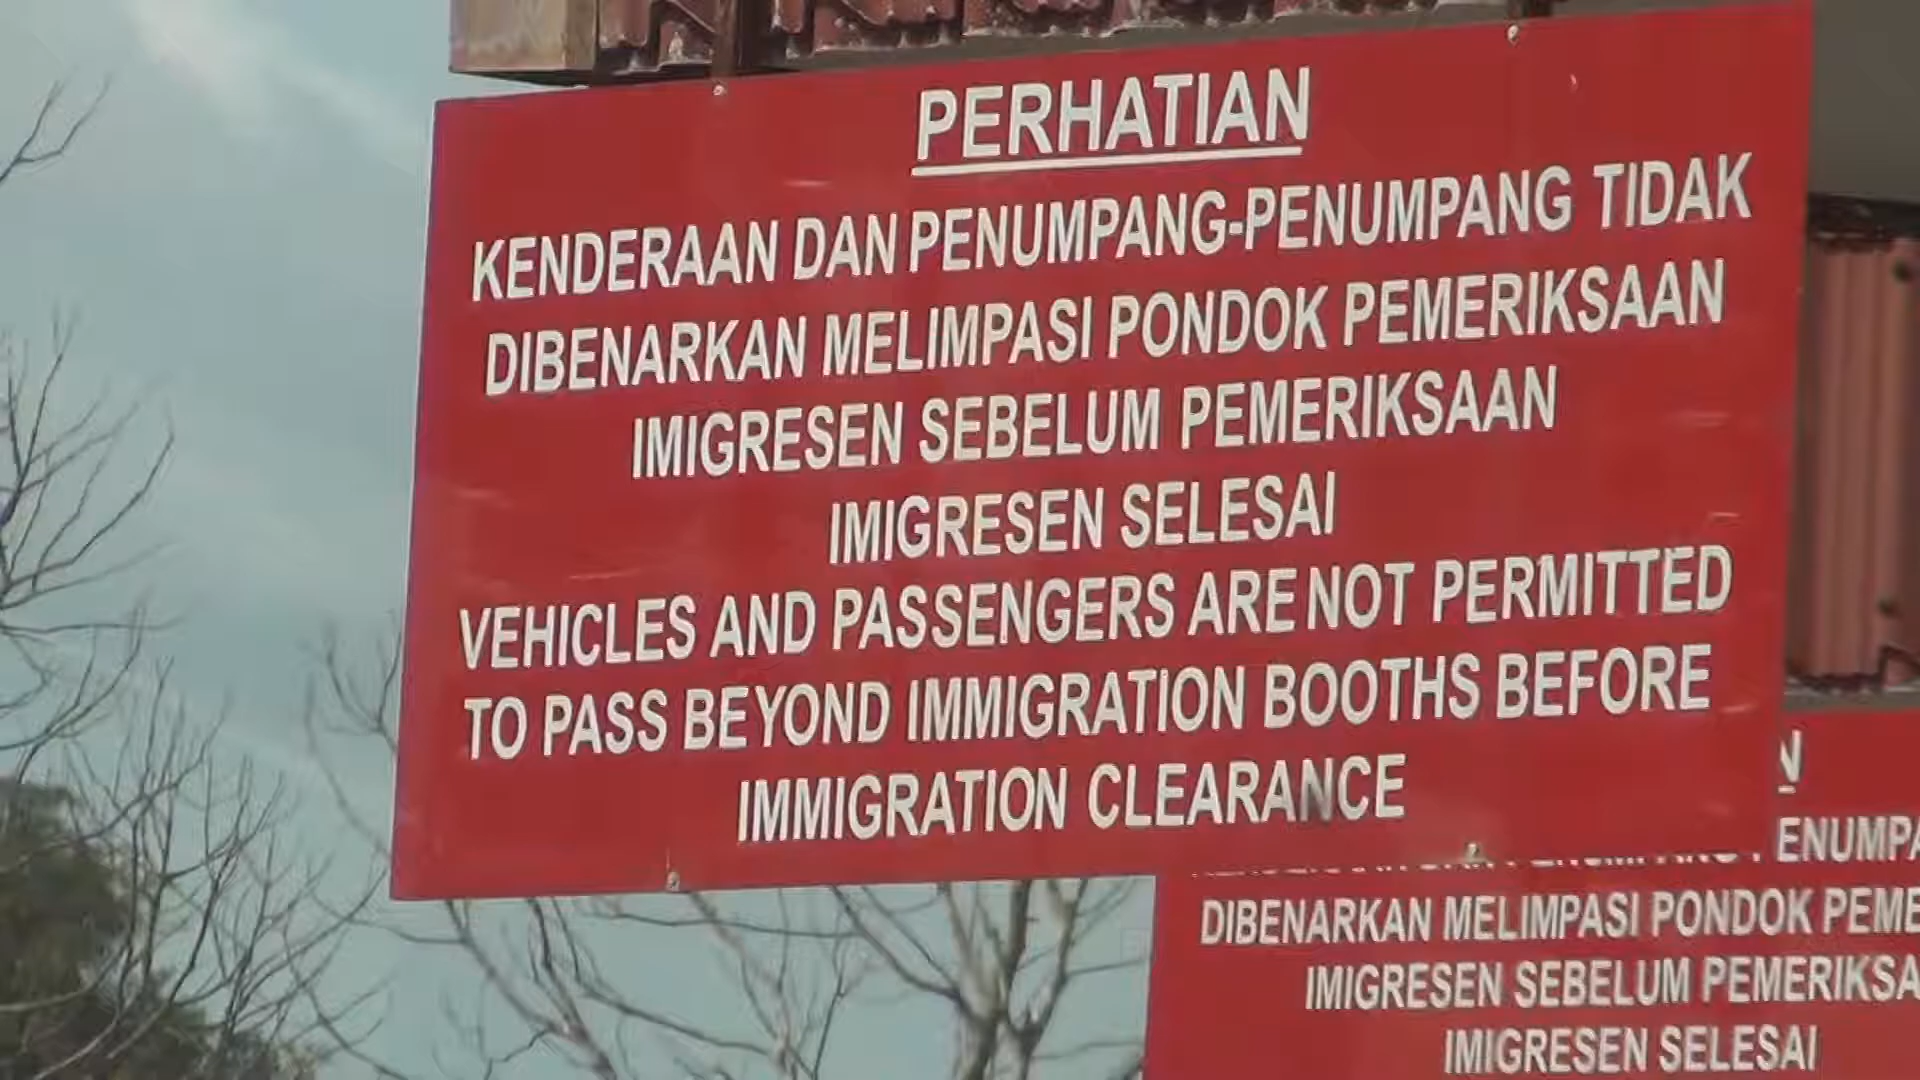 PERHATIAN
KENDERAAN DAN PENUMPANG-PENUMPANG TIDAK
DIBENARKAN MELIMPASI PONDOK PEMERIKSAAN
IMIGRESEN SEBELUM PEMERIKSAAN
IMIGRESEN SELESAI
VEHICLES AND PASSENGERS ARE NOT PERMITTED
TO PASS BEYOND IMMIGRATION BOOTHS BEFORE
IMMIGRATION CLEARANCE
N
ENUMPA
DIBENARKAN MELIMPASI PONDOK PEME
IMIGRESEN SEBELUM PEMERIKSA
IMIGRESEN SELESAI